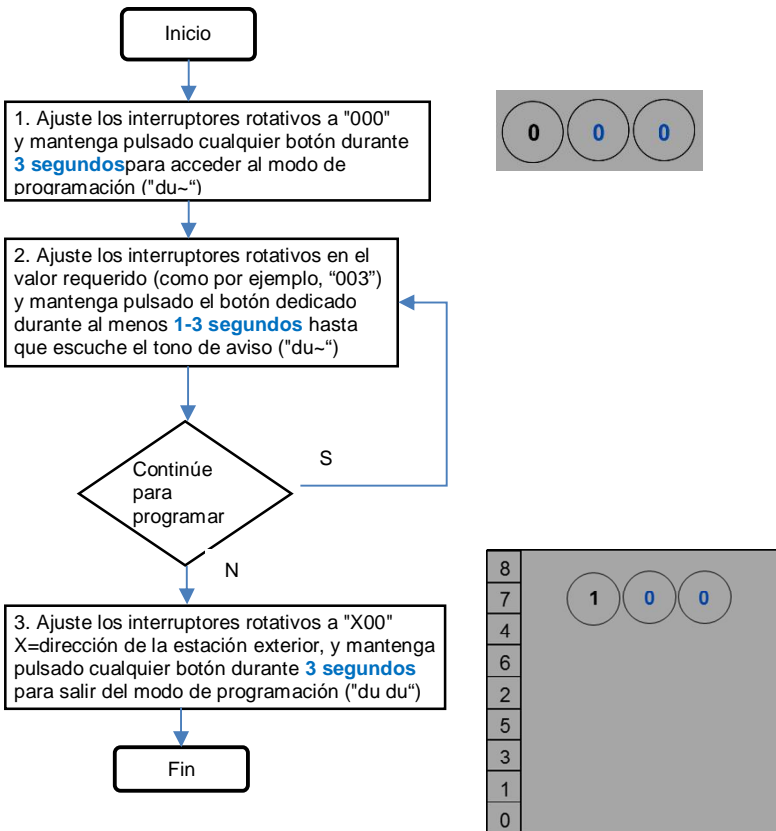 Inicio
1. Ajuste los interruptores rotativos a "000"
y mantenga pulsado cualquier botón durante
3 segundospara acceder al modo de
programación ("du~“)
0 0 0
2. Ajuste los interruptores rotativos en el
valor requerido (como por ejemplo, “003”)
y mantenga pulsado el botón dedicado
durante al menos 1-3 segundos hasta
que escuche el tono de aviso ("du~“)
Continúe
para
programar
S
N
3. Ajuste los interruptores rotativos a "X00"
X=dirección de la estación exterior, y mantenga
pulsado cualquier botón durante 3 segundos
para salir del modo de programación ("du du“)
Fin
8
7
4
6
2
5
3
1
0
1 0 0